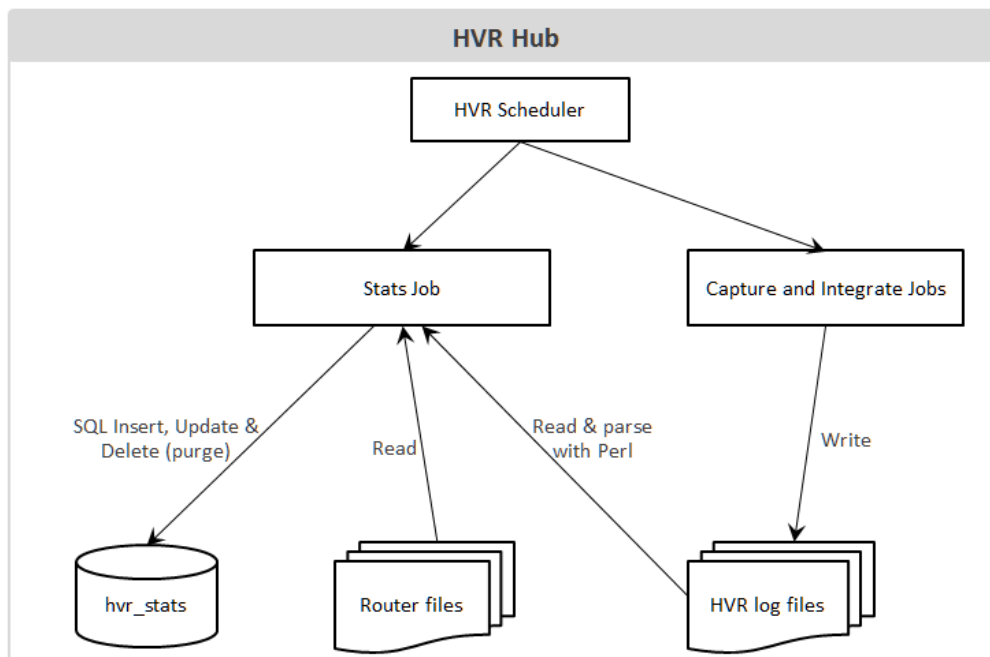 HVR Hub
HVR Scheduler
Stats Job
Capture and Integrate Jobs
SQL Insert, Update &
Delete (purge)
Read
Read & parse
with Perl
Write
hvr_stats
Router files
HVR log files